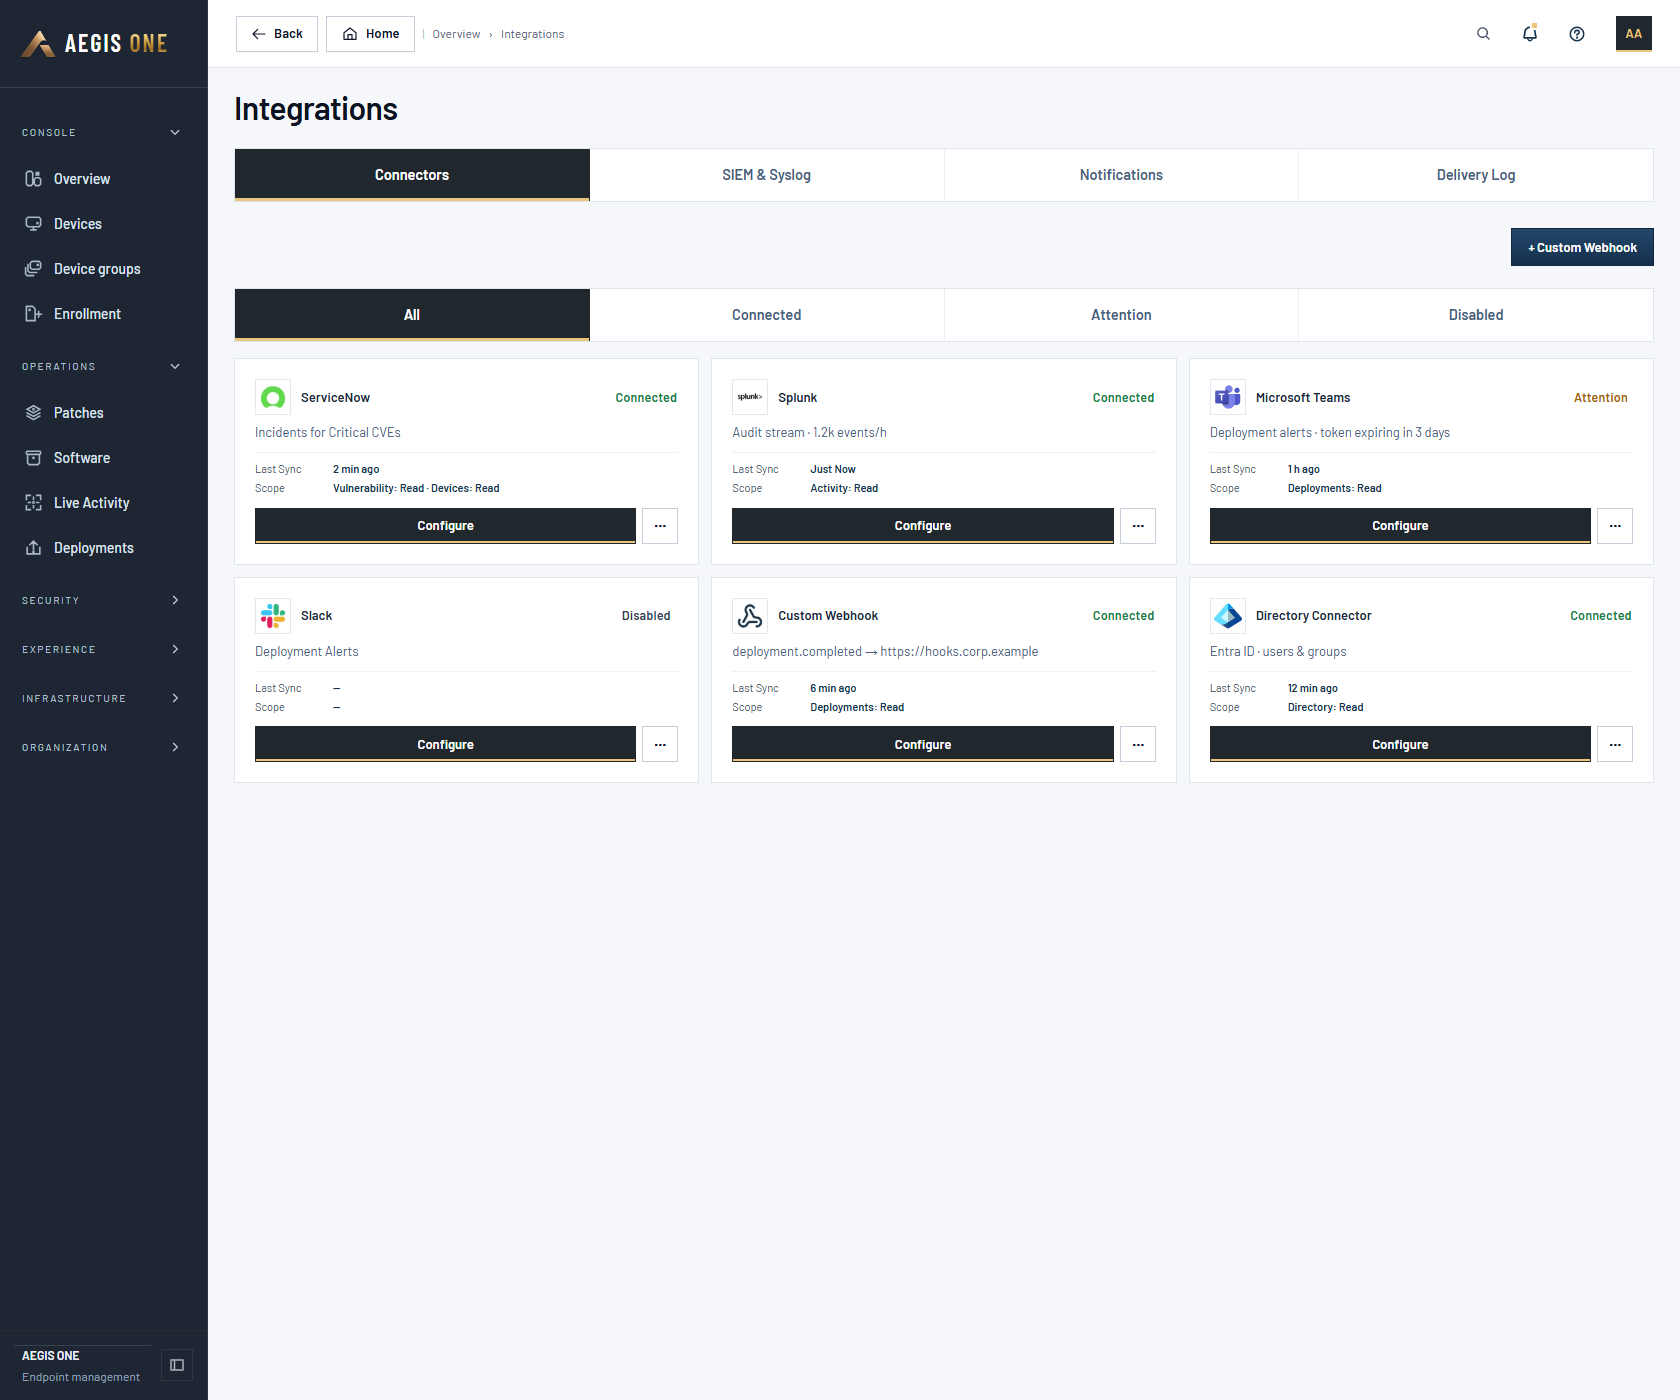 AEGIS ONE
CONSOLE
Overview
Devices
Device groups
Enrollment
OPERATIONS
Patches
Software
Live Activity
Deployments
SECURITY
EXPERIENCE
INFRASTRUCTURE
ORGANIZATION
AEGIS ONE
Endpoint management
Back
Home
Overview › Integrations
AA
Integrations
Connectors
SIEM & Syslog
Notifications
Delivery Log
+ Custom Webhook
All
Connected
Attention
Disabled
ServiceNow
Connected
Incidents for Critical CVEs
Last Sync 2 min ago
Scope Vulnerability: Read · Devices: Read
Configure
...
splunk>
Splunk
Connected
Audit stream · 1.2k events/h
Last Sync Just Now
Scope Activity: Read
Configure
...
T
Microsoft Teams
Attention
Deployment alerts · token expiring in 3 days
Last Sync 1 h ago
Scope Deployments: Read
Configure
...
Slack
Disabled
Deployment Alerts
Last Sync —
Scope —
Configure
...
Custom Webhook
Connected
deployment.completed → https://hooks.corp.example
Last Sync 6 min ago
Scope Deployments: Read
Configure
...
Directory Connector
Connected
Entra ID · users & groups
Last Sync 12 min ago
Scope Directory: Read
Configure
...